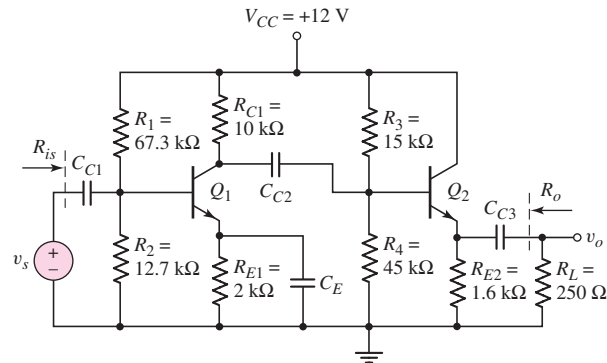 V_CC = +12 V
R_1 =
67.3 kΩ
R_C1 =
10 kΩ
R_3 =
15 kΩ
R_is
C_C1
Q_1
C_C2
Q_2
C_C3
R_o
v_o
v_s
+
−
R_2 =
12.7 kΩ
R_E1 =
2 kΩ
C_E
R_4 =
45 kΩ
R_E2 =
1.6 kΩ
R_L =
250 Ω